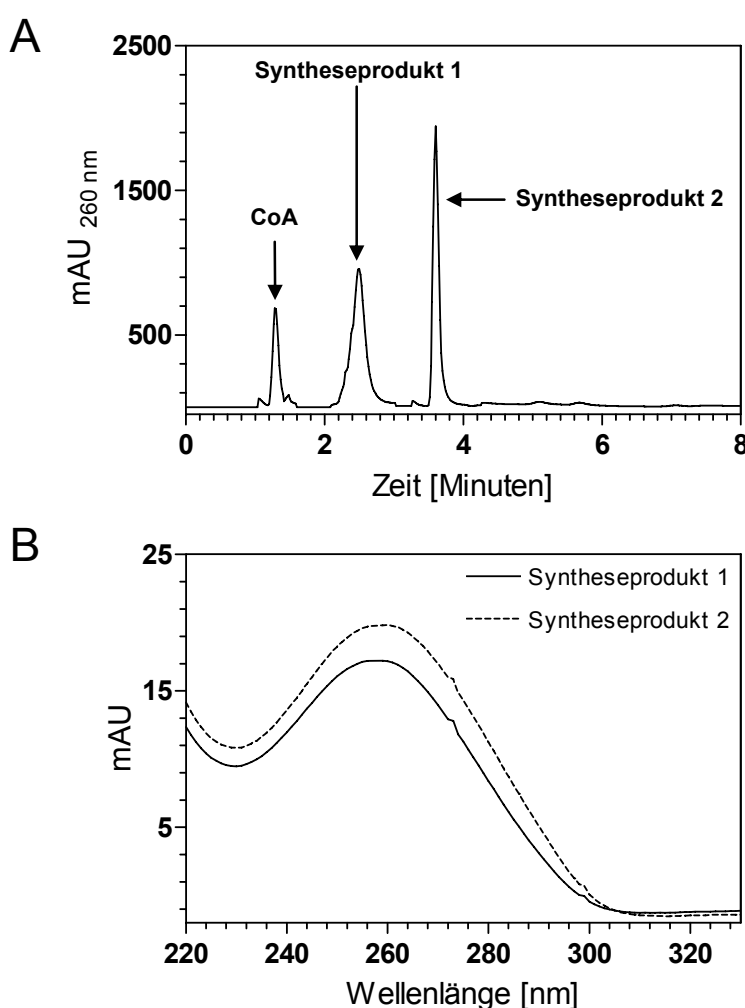 A
2500
1500
500
mAU 260 nm
Syntheseprodukt 1
CoA
Syntheseprodukt 2
0 2 4 6 8
Zeit [Minuten]
B
25
15
5
mAU
Syntheseprodukt 1
Syntheseprodukt 2
220 240 260 280 300 320
Wellenlänge [nm]